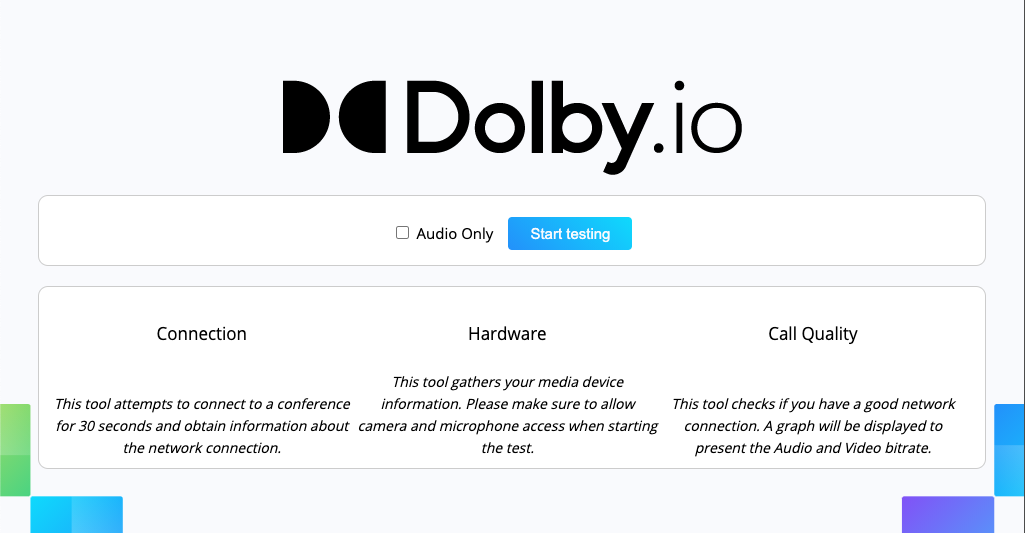 Dolby.io
Audio Only
Start testing
Connection
This tool attempts to connect to a conference
for 30 seconds and obtain information about
the network connection.
Hardware
This tool gathers your media device
information. Please make sure to allow
camera and microphone access when starting
the test.
Call Quality
This tool checks if you have a good network
connection. A graph will be displayed to
present the Audio and Video bitrate.